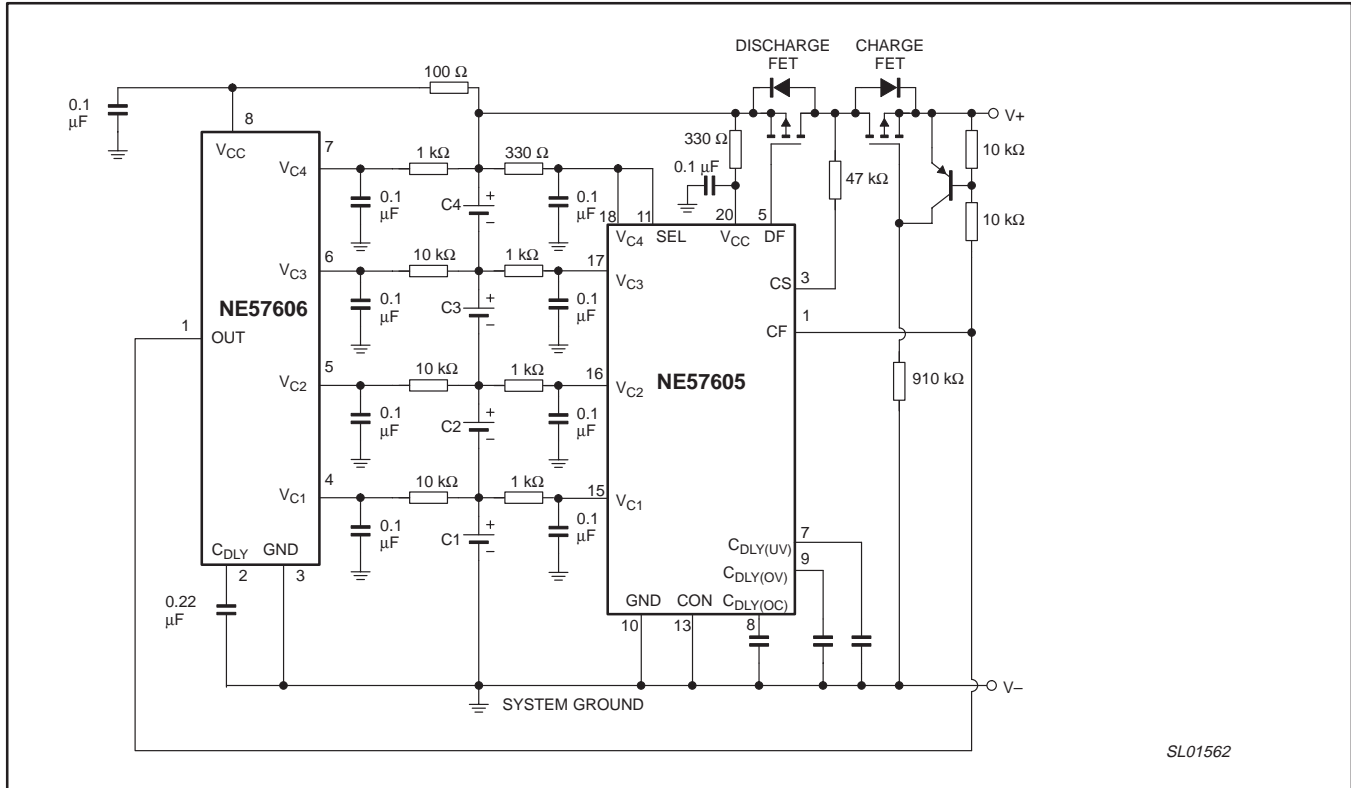 DISCHARGE FET
CHARGE FET
100 Ω
0.1 μF
8
V+
VCC
7
1 kΩ
330 Ω
330 Ω
0.1 μF
47 kΩ
10 kΩ
10 kΩ
VC4
0.1 μF
C4
+
–
0.1 μF
18
11
20
5
VC4
SEL
VCC
DF
6
10 kΩ
1 kΩ
17
VC3
VC3
CS
3
NE57606
0.1 μF
C3
+
–
0.1 μF
1
OUT
CF
1
5
10 kΩ
1 kΩ
16
VC2
VC2
NE57605
910 kΩ
0.1 μF
C2
+
–
0.1 μF
4
10 kΩ
1 kΩ
15
VC1
VC1
0.1 μF
C1
+
–
0.1 μF
CDLY
GND
2
3
0.22 μF
CDLY(UV)
7
CDLY(OV)
9
CDLY(OC)
8
GND
CON
10
13
V–
SYSTEM GROUND
SL01562